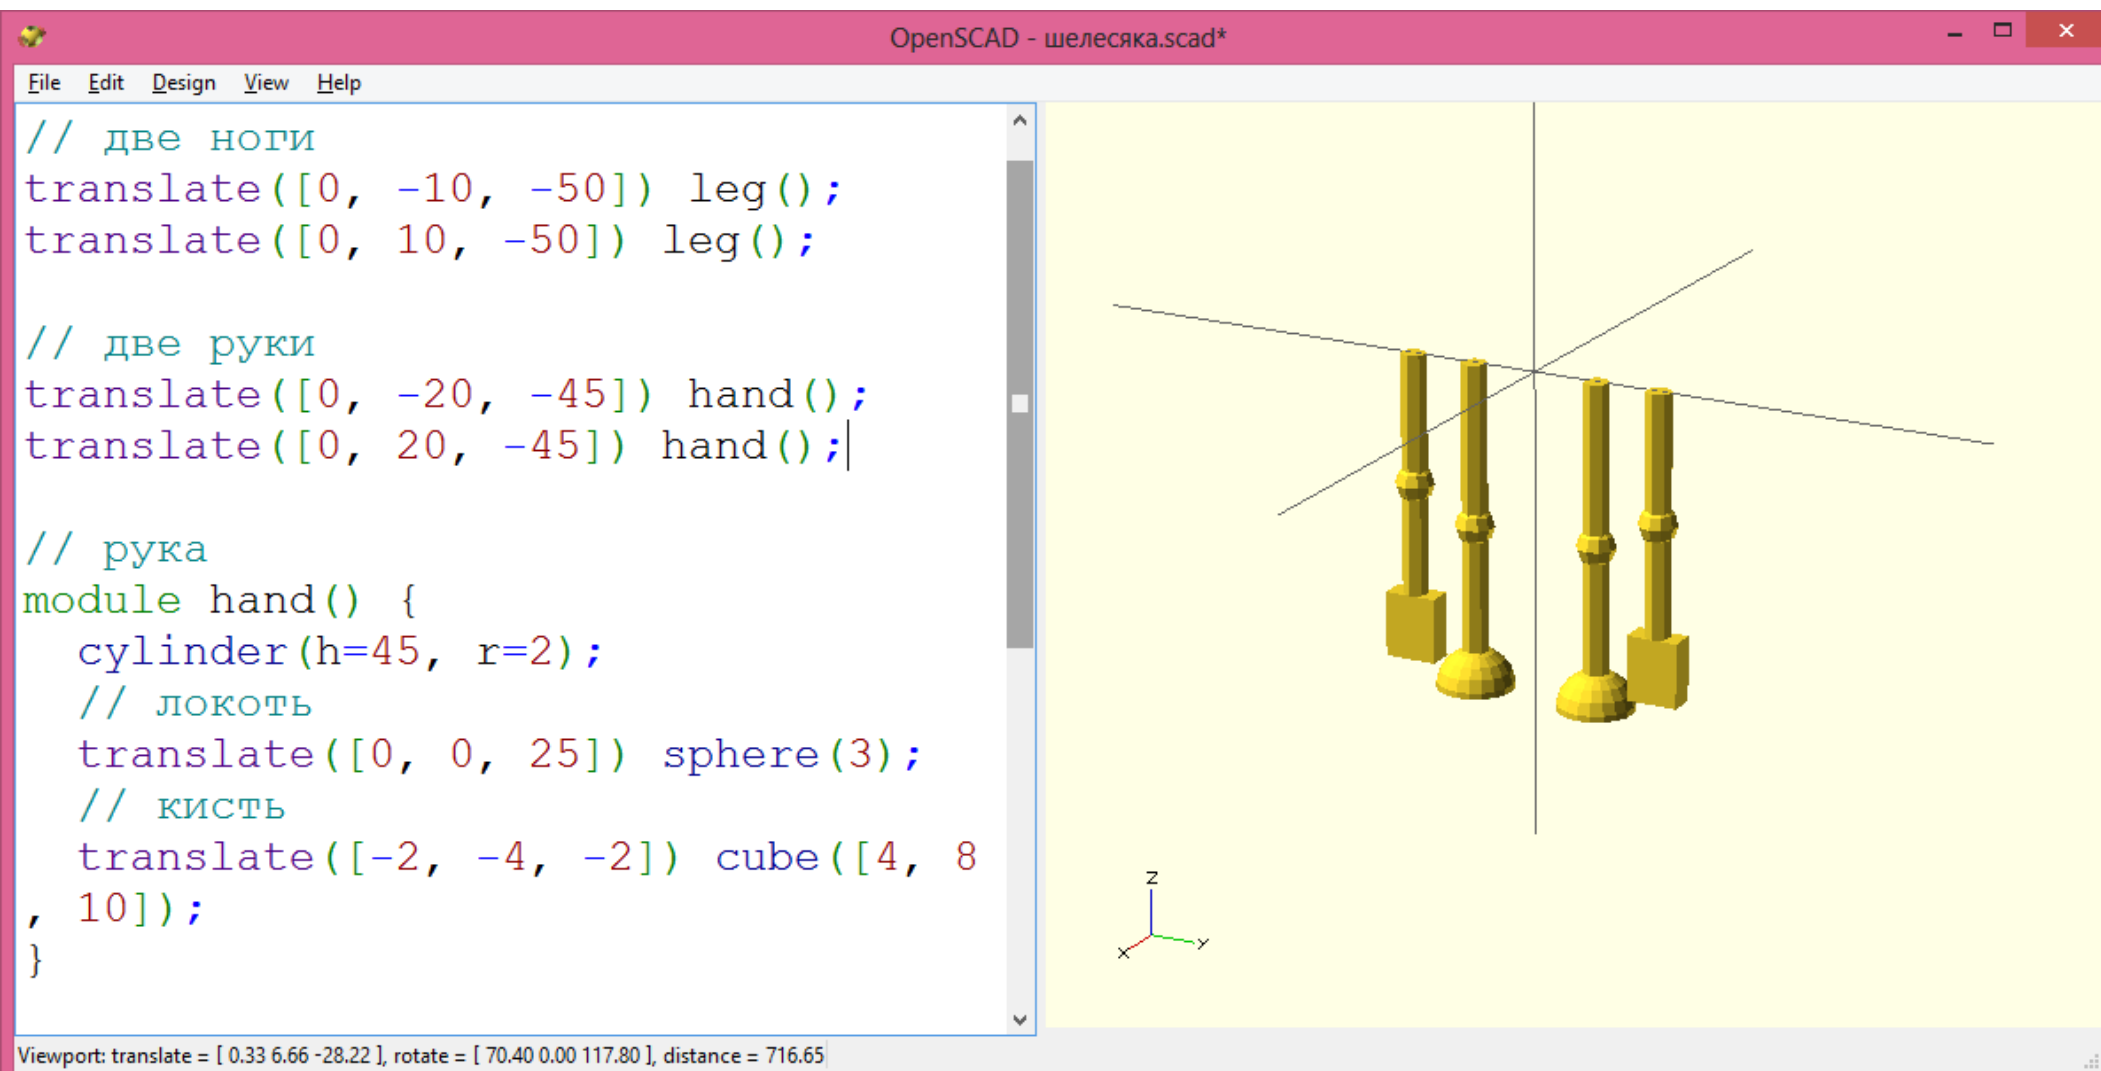 OpenSCAD - шелесяка.scad*
File Edit Design View Help
// две ноги
translate([0, -10, -50]) leg();
translate([0, 10, -50]) leg();
// две руки
translate([0, -20, -45]) hand();
translate([0, 20, -45]) hand();
// рука
module hand() {
cylinder(h=45, r=2);
// локоть
translate([0, 0, 25]) sphere(3);
// кисть
translate([-2, -4, -2]) cube([4, 8
, 10]);
}
z
x
y
Viewport: translate = [ 0.33 6.66 -28.22 ], rotate = [ 70.40 0.00 117.80 ], distance = 716.65